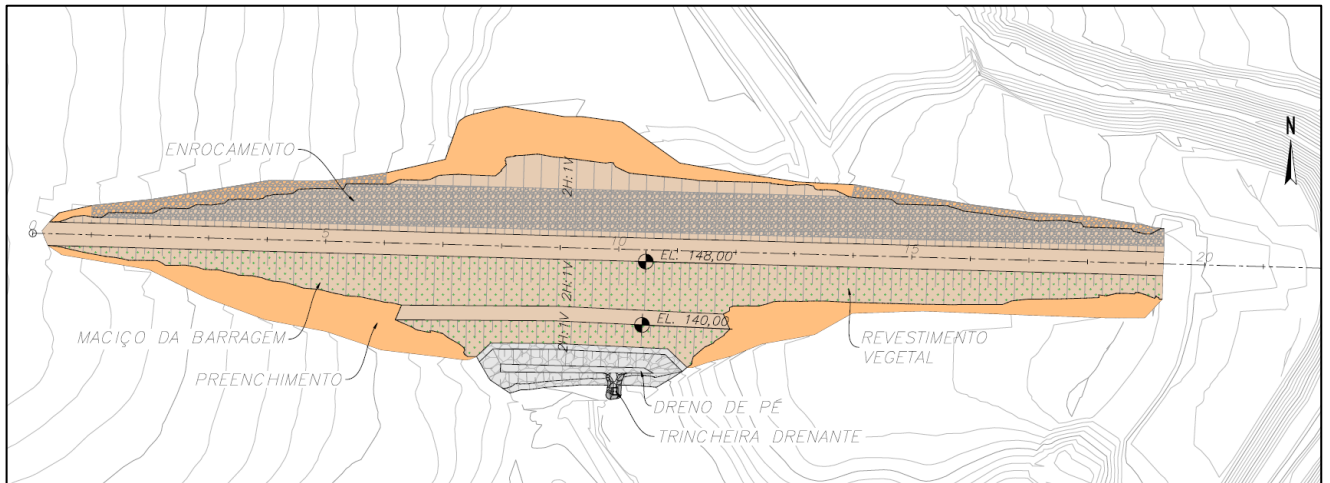 N
ENROCAMENTO
2H:1V
0
5
10
15
20
EL. 148,00
2H:1V
2H:1V
EL. 140,00
MACIÇO DA BARRAGEM
REVESTIMENTO
VEGETAL
PREENCHIMENTO
DRENO DE PÉ
TRINCHEIRA DRENANTE